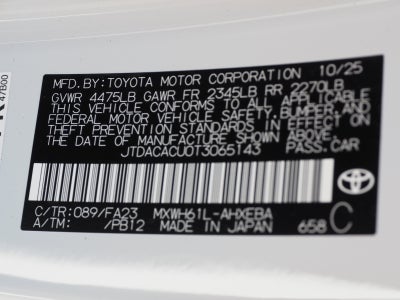 MFD.BY:TOYOTA MOTOR CORPORATION 10/25
GVWR 4475LB GAWR FR 2345LB RR 2270LB
THIS VEHICLE CONFORMS TO ALL APPLICABLE
FEDERAL MOTOR VEHICLE SAFETY, BUMPER, AND
THEFT PREVENTION STANDARDS IN EFFECT ON
THE DATE OF MANUFACTURE SHOWN ABOVE.
JTDACACU0T3065143 PASS.CAR
C/TR:089/FA23 MXWH61L-AHXEBA C
A/TM: /PB12 MADE IN JAPAN 658
TOYOTA
47B00